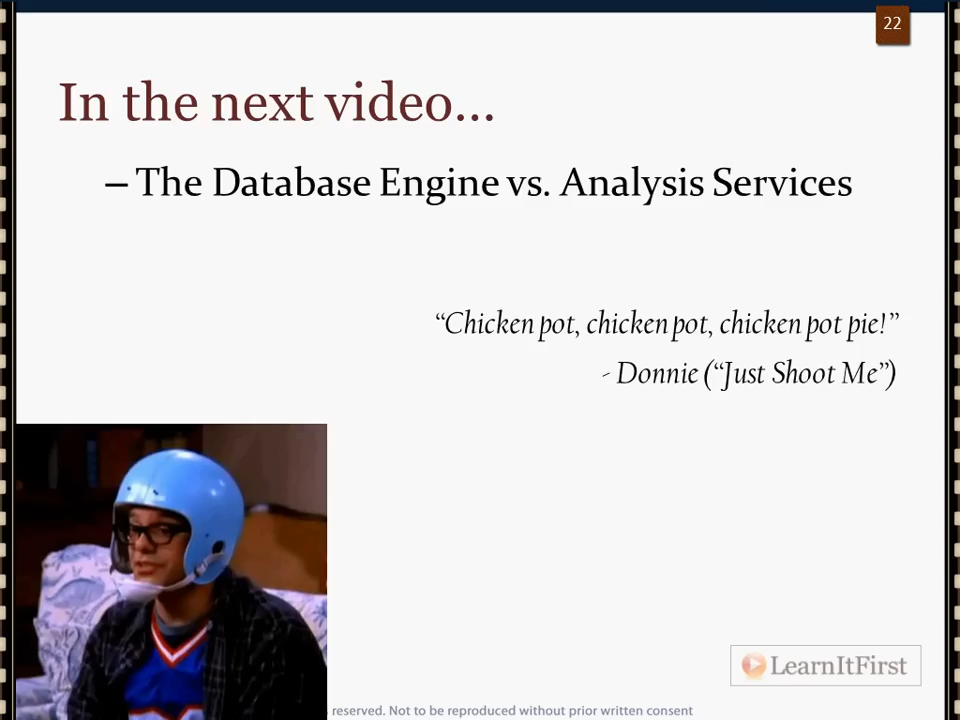 22
In the next video...
– The Database Engine vs. Analysis Services
“Chicken pot, chicken pot, chicken pot pie!”
- Donnie (“Just Shoot Me”)
LearnItFirst
reserved. Not to be reproduced without prior written consent